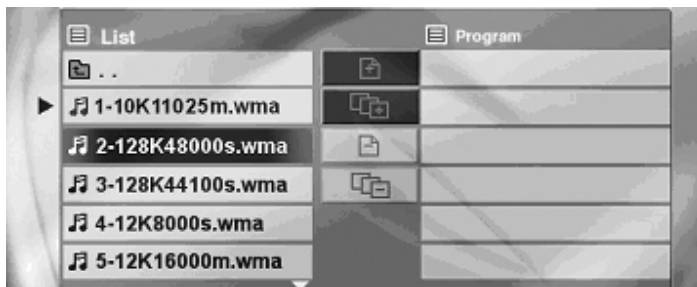 List
Program
. .
1-10K11025m.wma
2-128K48000s.wma
3-128K44100s.wma
4-12K8000s.wma
5-12K16000m.wma